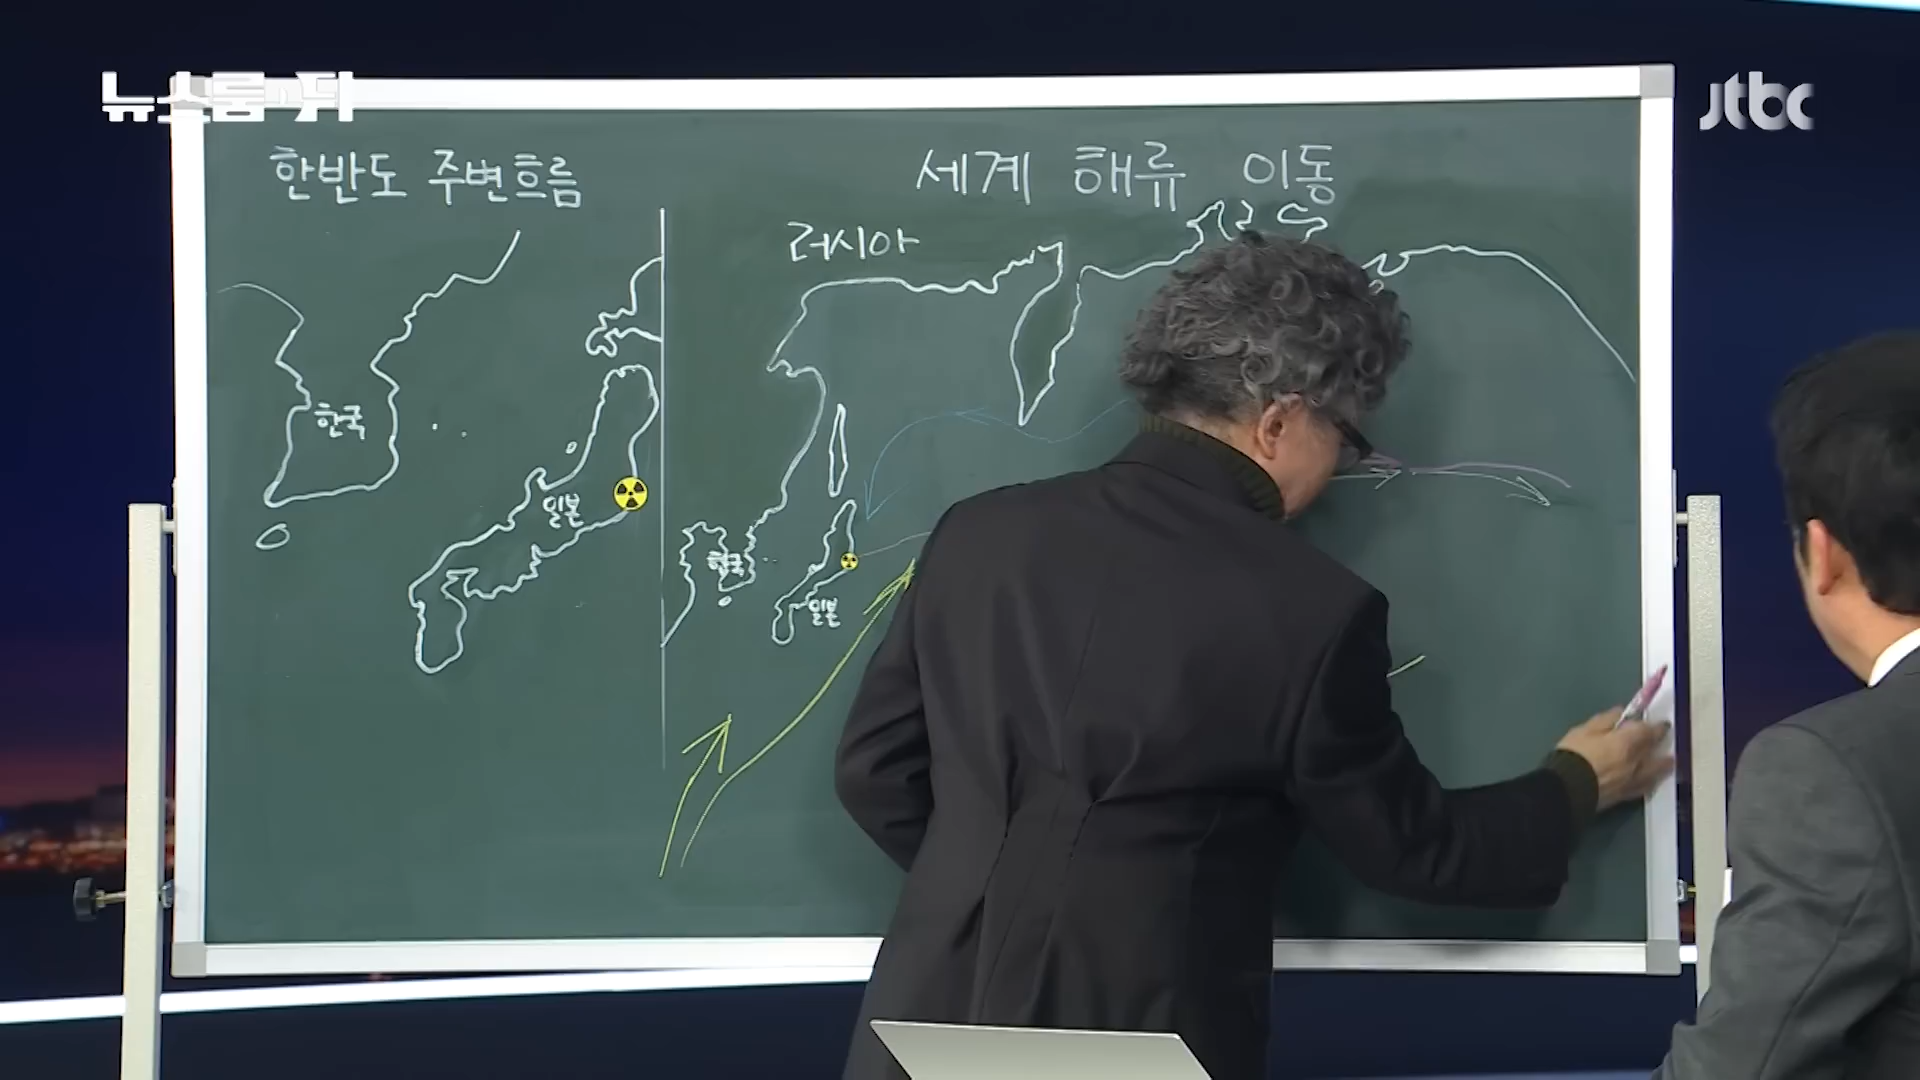 뉴스룸 뒤
jtbc
한반도 주변흐름
세계 해류 이동
러시아
한국
일본
한국
일본